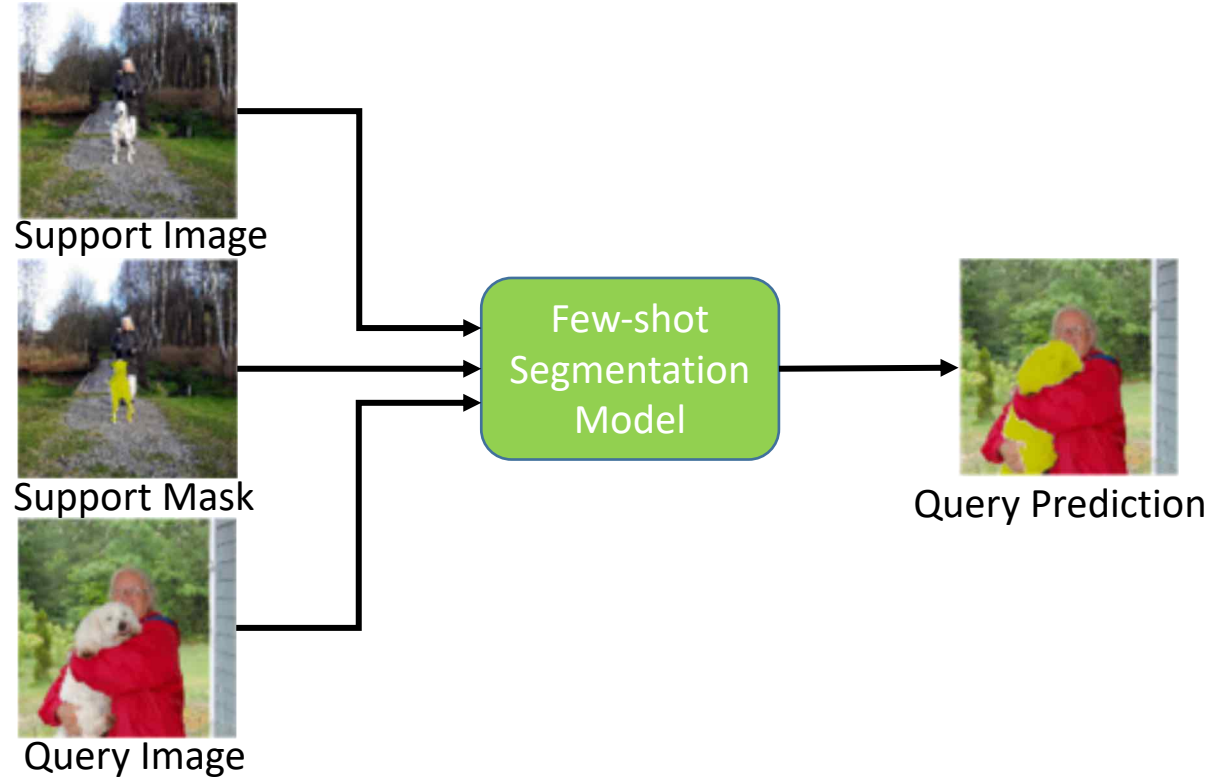 Support Image
Support Mask
Query Image
Few-shot
Segmentation
Model
Query Prediction